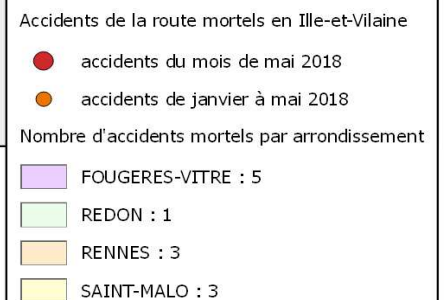 Accidents de la route mortels en Ille-et-Vilaine
accidents du mois de mai 2018
accidents de janvier à mai 2018
Nombre d'accidents mortels par arrondissement
FOUGERES-VITRE : 5
REDON : 1
RENNES : 3
SAINT-MALO : 3